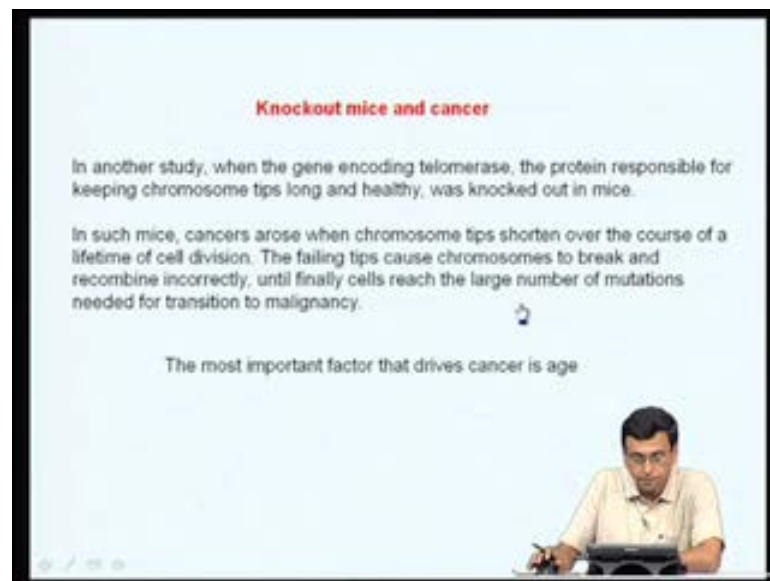 Knockout mice and cancer
In another study, when the gene encoding telomerase, the protein responsible for
keeping chromosome tips long and healthy, was knocked out in mice.
In such mice, cancers arose when chromosome tips shorten over the course of a
lifetime of cell division. The failing tips cause chromosomes to break and
recombine incorrectly, until finally cells reach the large number of mutations
needed for transition to malignancy.
The most important factor that drives cancer is age